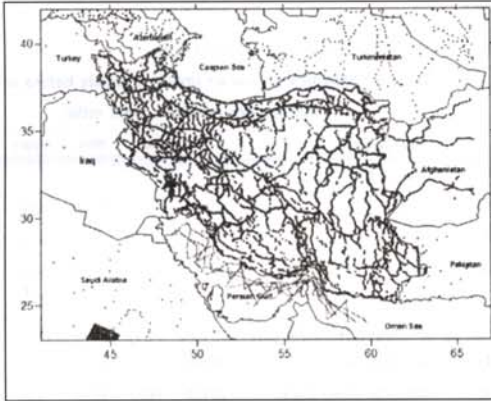 40
35
30
25
45 50 55 60 65
Turkey
Azerbaijan
Caspian Sea
Turkmenistan
Iraq
Afghanistan
Saudi Arabia
Persian Gulf
Pakistan
Oman Sea